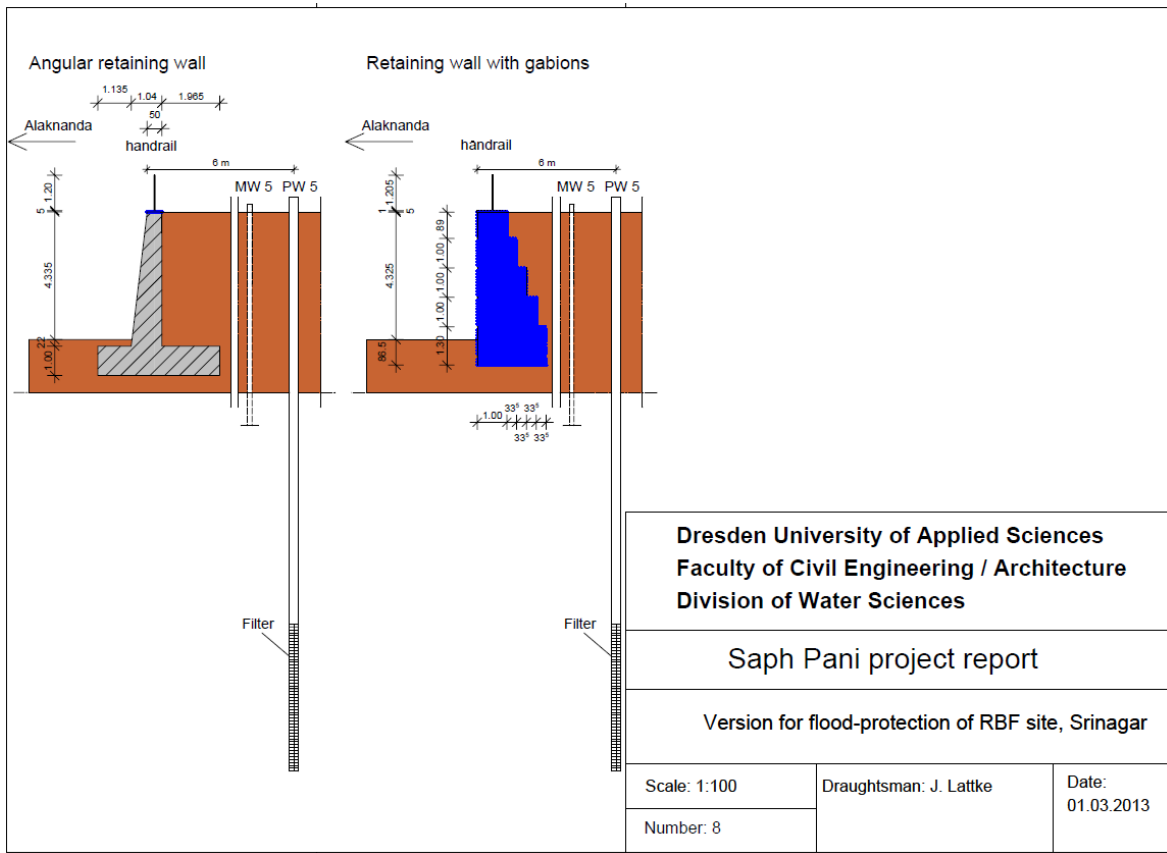 Angular retaining wall
1.135 1.04 1.965
50
Alaknanda
handrail
6 m
MW 5 PW 5
1.20
5
4.335
22
1.00
Filter
Retaining wall with gabions
Alaknanda
handrail
6 m
MW 5 PW 5
1.205
1 5
4.325
86.5
89
1.00
1.00
1.00
1.30
1.00 33⁵ 33⁵
33⁵ 33⁵
Filter
Dresden University of Applied Sciences
Faculty of Civil Engineering / Architecture
Division of Water Sciences
Saph Pani project report
Version for flood-protection of RBF site, Srinagar
Scale: 1:100
Draughtsman: J. Lattke
Date:
01.03.2013
Number: 8